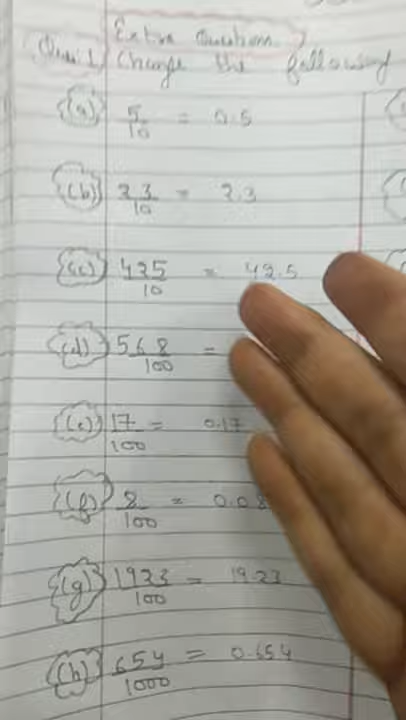 Extra Questions
Ques 1) Change the following
(a) 5/10 = 0.5
(b) 23/10 = 2.3
(c) 425/10 = 42.5
(d) 568/100 =
(e) 17/100 = 0.17
(f) 8/100 = 0.08
(g) 1923/100 = 19.23
(h) 654/1000 = 0.654